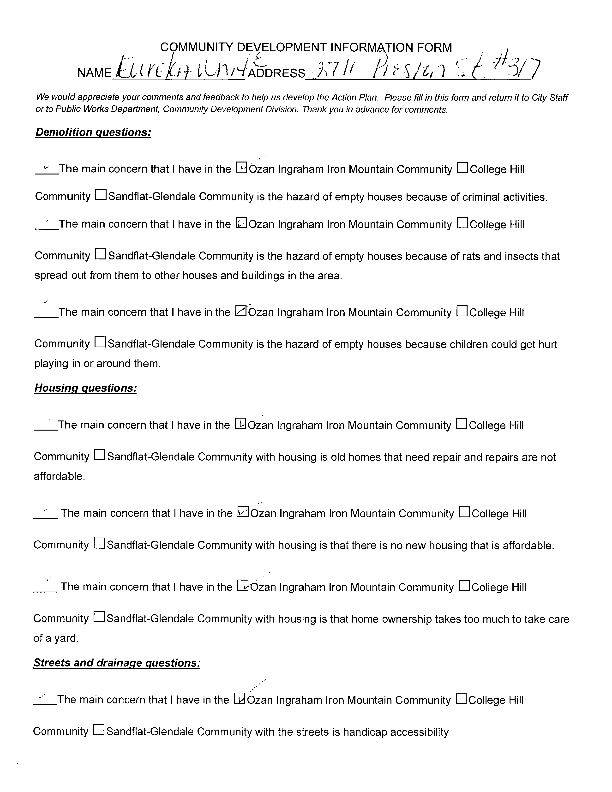 COMMUNITY DEVELOPMENT INFORMATION FORM
NAME Eureka White ADDRESS 3711 Preston St #317
We would appreciate your comments and feedback to help us develop the Action Plan. Please fill in this form and return it to City Staff
or to Public Works Department, Community Development Division. Thank you in advance for comments.
Demolition questions:
The main concern that I have in the ☑Ozan Ingraham Iron Mountain Community ☐College Hill
Community ☐Sandflat-Glendale Community is the hazard of empty houses because of criminal activities.
The main concern that I have in the ☑Ozan Ingraham Iron Mountain Community ☐College Hill
Community ☐Sandflat-Glendale Community is the hazard of empty houses because of rats and insects that
spread out from them to other houses and buildings in the area.
The main concern that I have in the ☑Ozan Ingraham Iron Mountain Community ☐College Hill
Community ☐Sandflat-Glendale Community is the hazard of empty houses because children could get hurt
playing in or around them.
Housing questions:
The main concern that I have in the ☑Ozan Ingraham Iron Mountain Community ☐College Hill
Community ☐Sandflat-Glendale Community with housing is old homes that need repair and repairs are not
affordable.
The main concern that I have in the ☑Ozan Ingraham Iron Mountain Community ☐College Hill
Community ☐Sandflat-Glendale Community with housing is that there is no new housing that is affordable.
The main concern that I have in the ☑Ozan Ingraham Iron Mountain Community ☐College Hill
Community ☐Sandflat-Glendale Community with housing is that home ownership takes too much to take care
of a yard.
Streets and drainage questions:
The main concern that I have in the ☑Ozan Ingraham Iron Mountain Community ☐College Hill
Community ☐Sandflat-Glendale Community with the streets is handicap accessibility